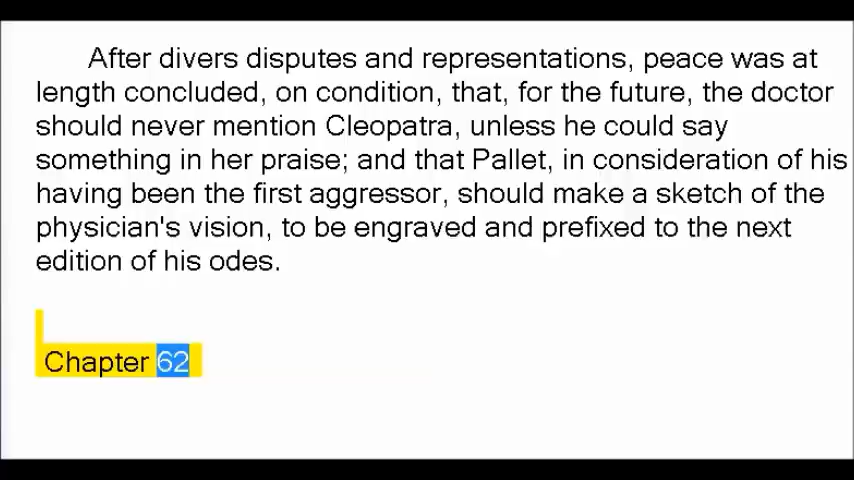 After divers disputes and representations, peace was at
length concluded, on condition, that, for the future, the doctor
should never mention Cleopatra, unless he could say
something in her praise; and that Pallet, in consideration of his
having been the first aggressor, should make a sketch of the
physician's vision, to be engraved and prefixed to the next
edition of his odes.
Chapter 62